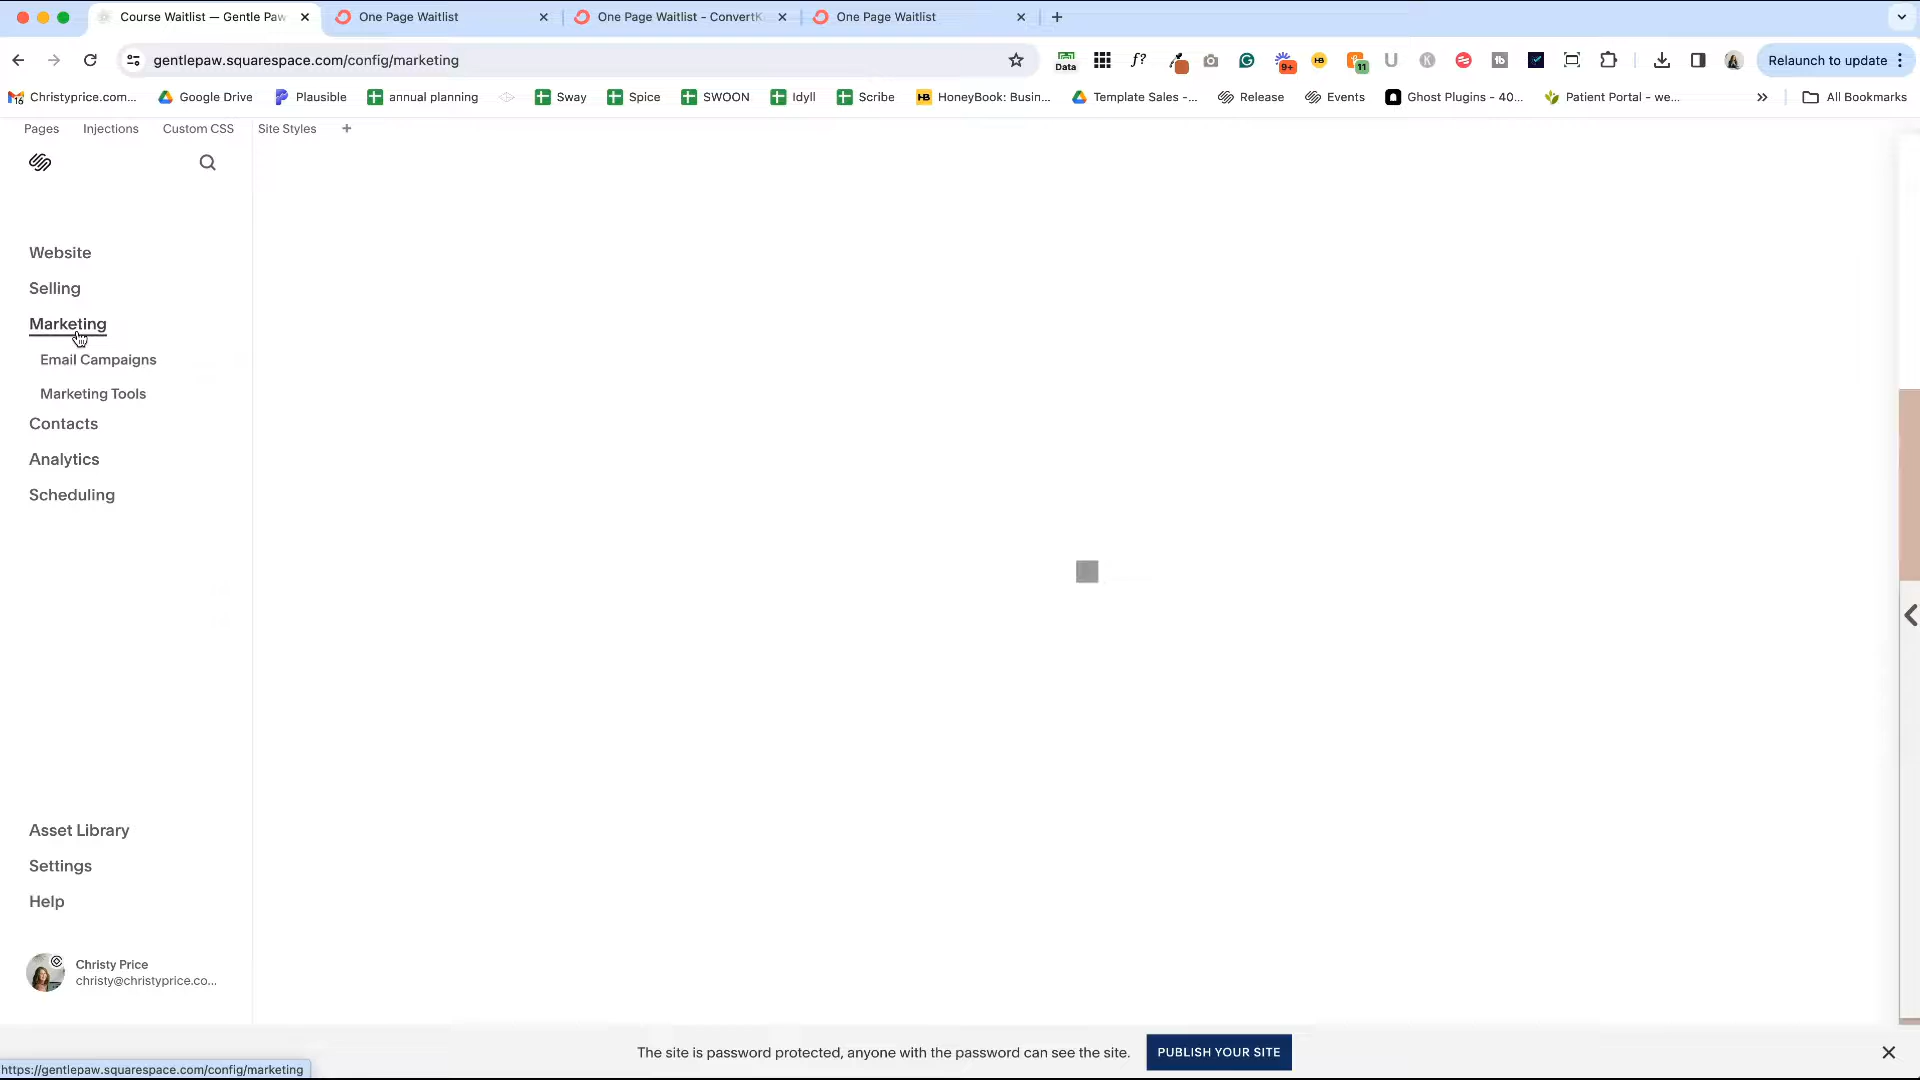 Course Waitlist — Gentle Paw
One Page Waitlist
One Page Waitlist - ConvertK
One Page Waitlist
gentlepaw.squarespace.com/config/marketing
Data
f?
9+
HB
11
U
K
tb
Relaunch to update
Christyprice.com...
Google Drive
Plausible
annual planning
Sway
Spice
SWOON
Idyll
Scribe
HB
HoneyBook: Busin...
Template Sales -...
Release
Events
Ghost Plugins - 40...
Patient Portal - we...
»
All Bookmarks
Pages
Injections
Custom CSS
Site Styles
+
Website
Selling
Marketing
Email Campaigns
Marketing Tools
Contacts
Analytics
Scheduling
Asset Library
Settings
Help
Christy Price
christy@christyprice.co...
The site is password protected, anyone with the password can see the site.
PUBLISH YOUR SITE
https://gentlepaw.squarespace.com/config/marketing